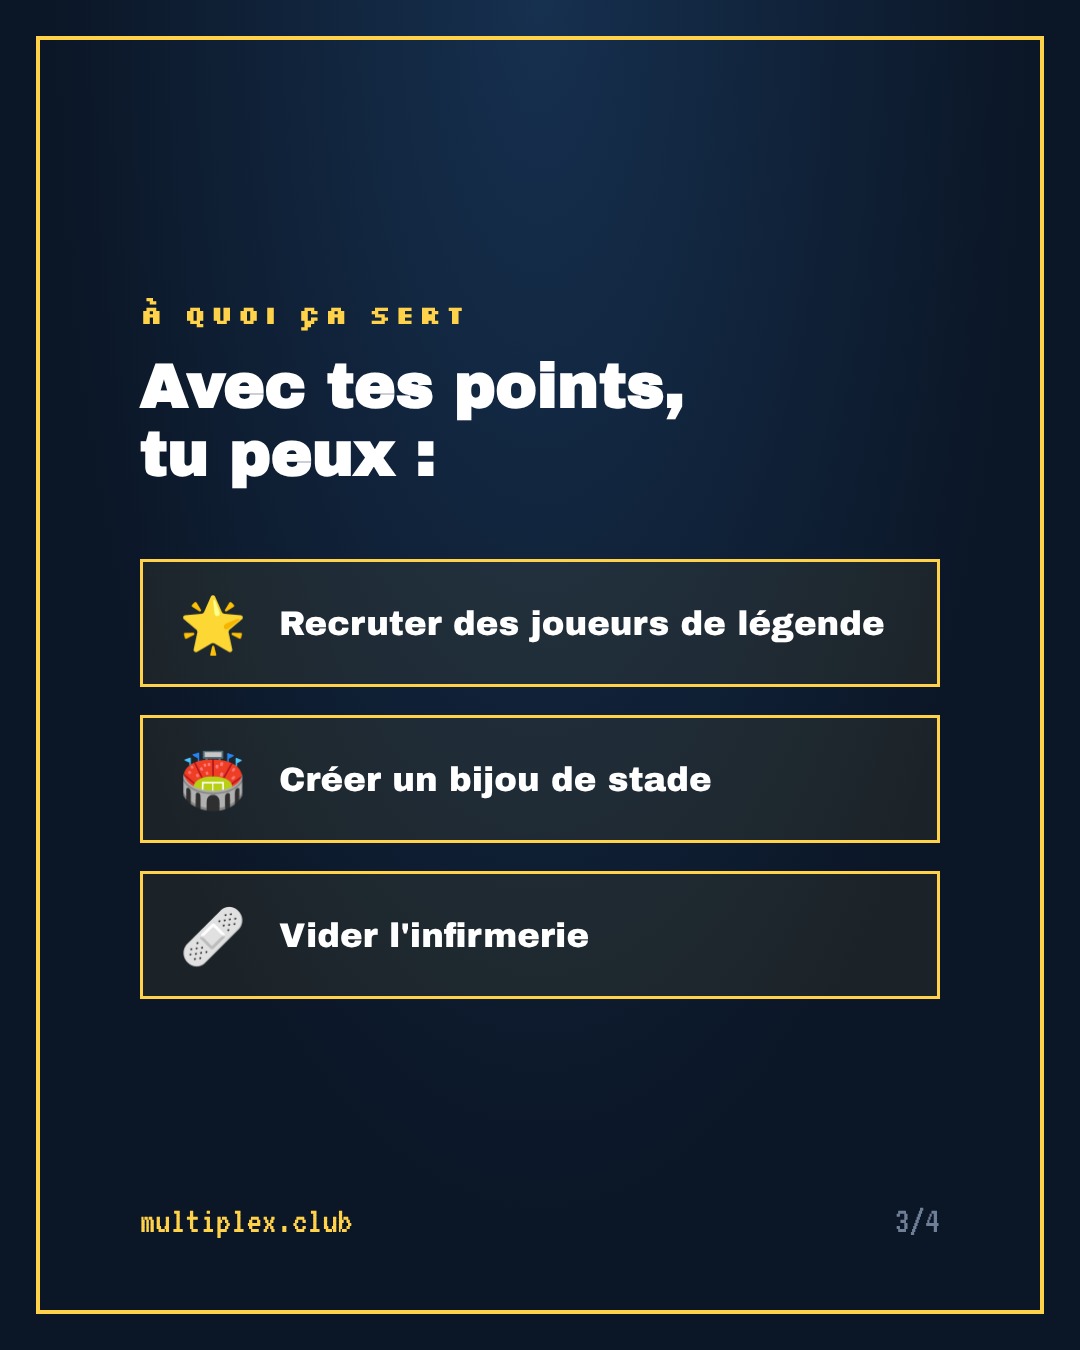 À QUOI ÇA SERT
Avec tes points,
tu peux :
Recruter des joueurs de légende
Créer un bijou de stade
Vider l'infirmerie
multiplex.club
3/4